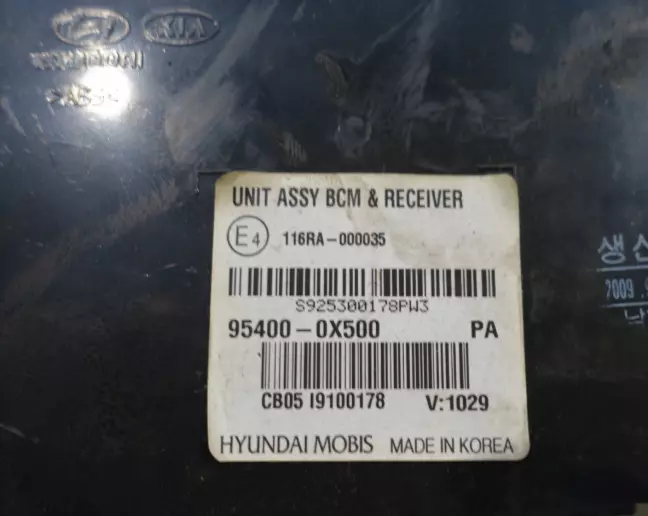 KIA
UNIT ASSY BCM & RECEIVER
E4 116RA-000035
S925300178PW3
95400-0X500 PA
CB05 I9100178 V:1029
HYUNDAI MOBIS MADE IN KOREA
생산
2009